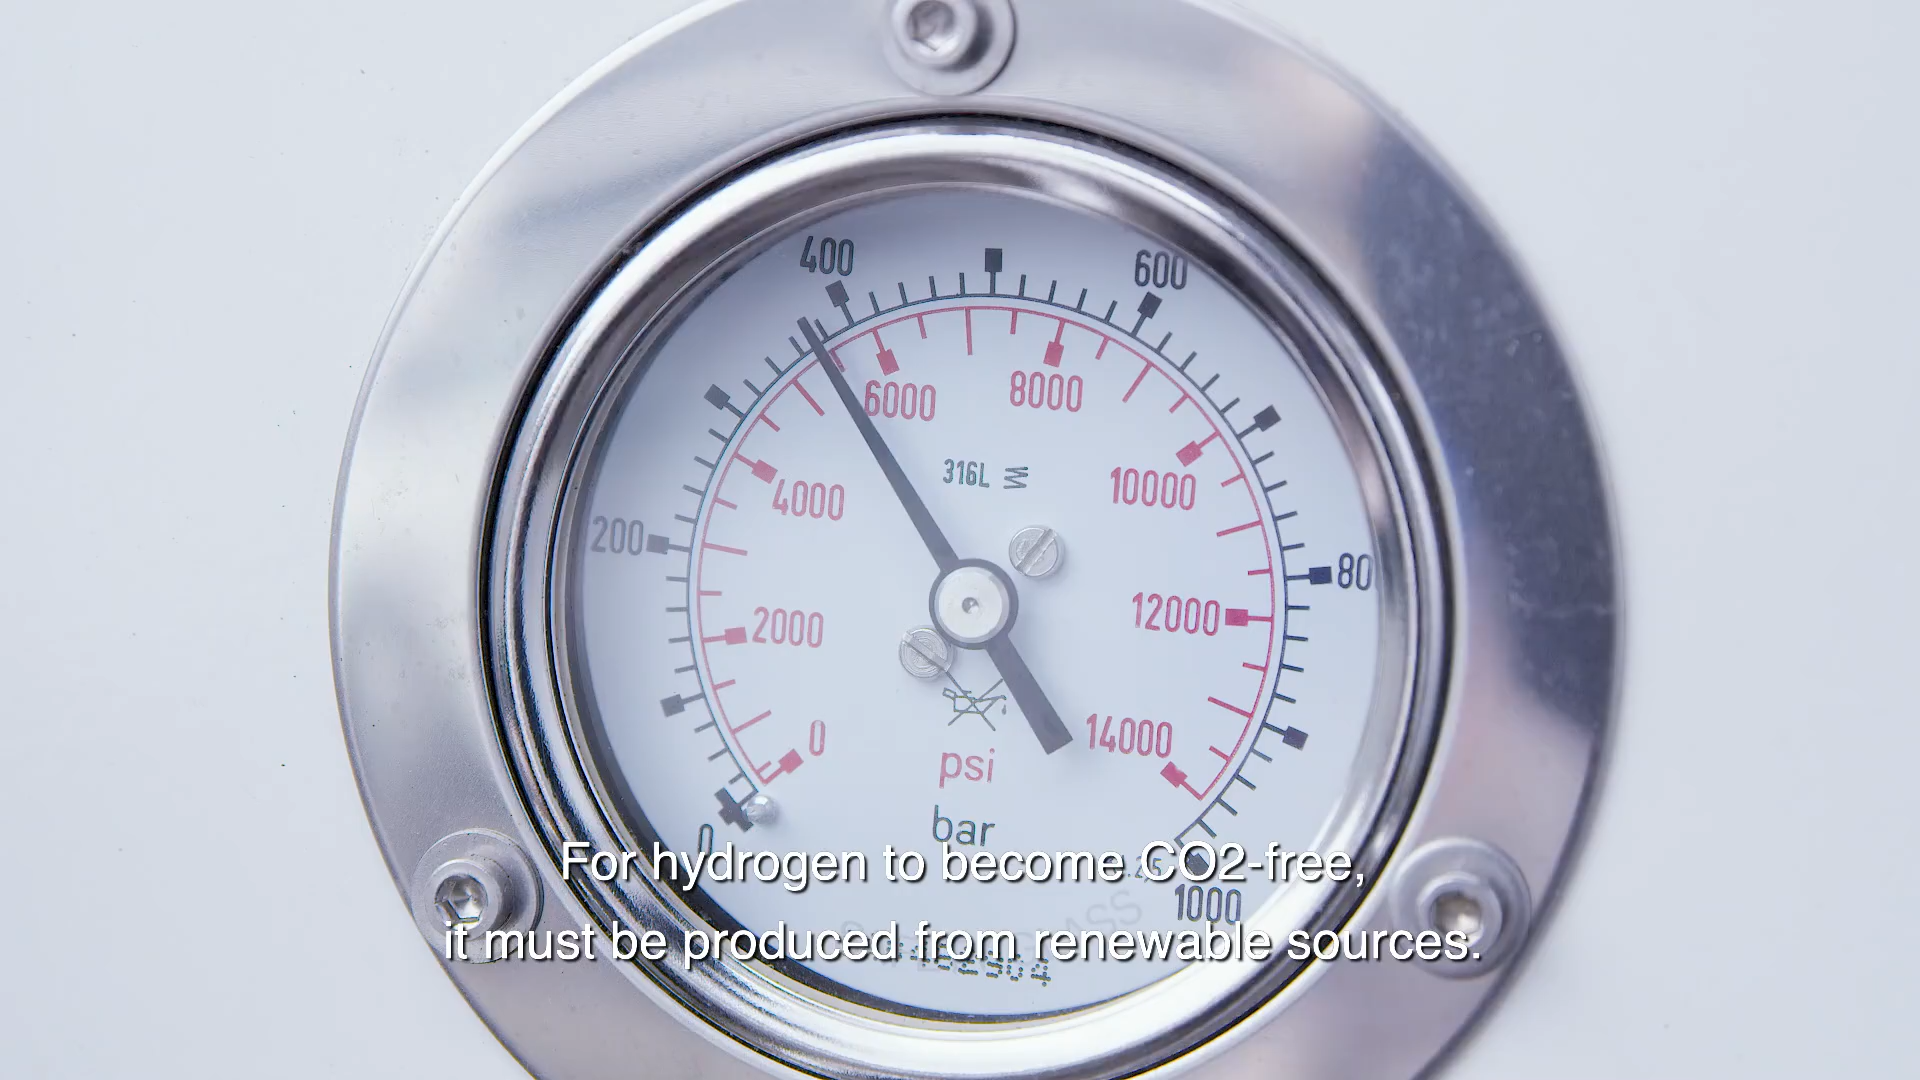 400
600
6000
8000
316L
4000
10000
200
80
2000
12000
0
14000
psi
bar
0
1000
For hydrogen to become CO2-free,
it must be produced from renewable sources.